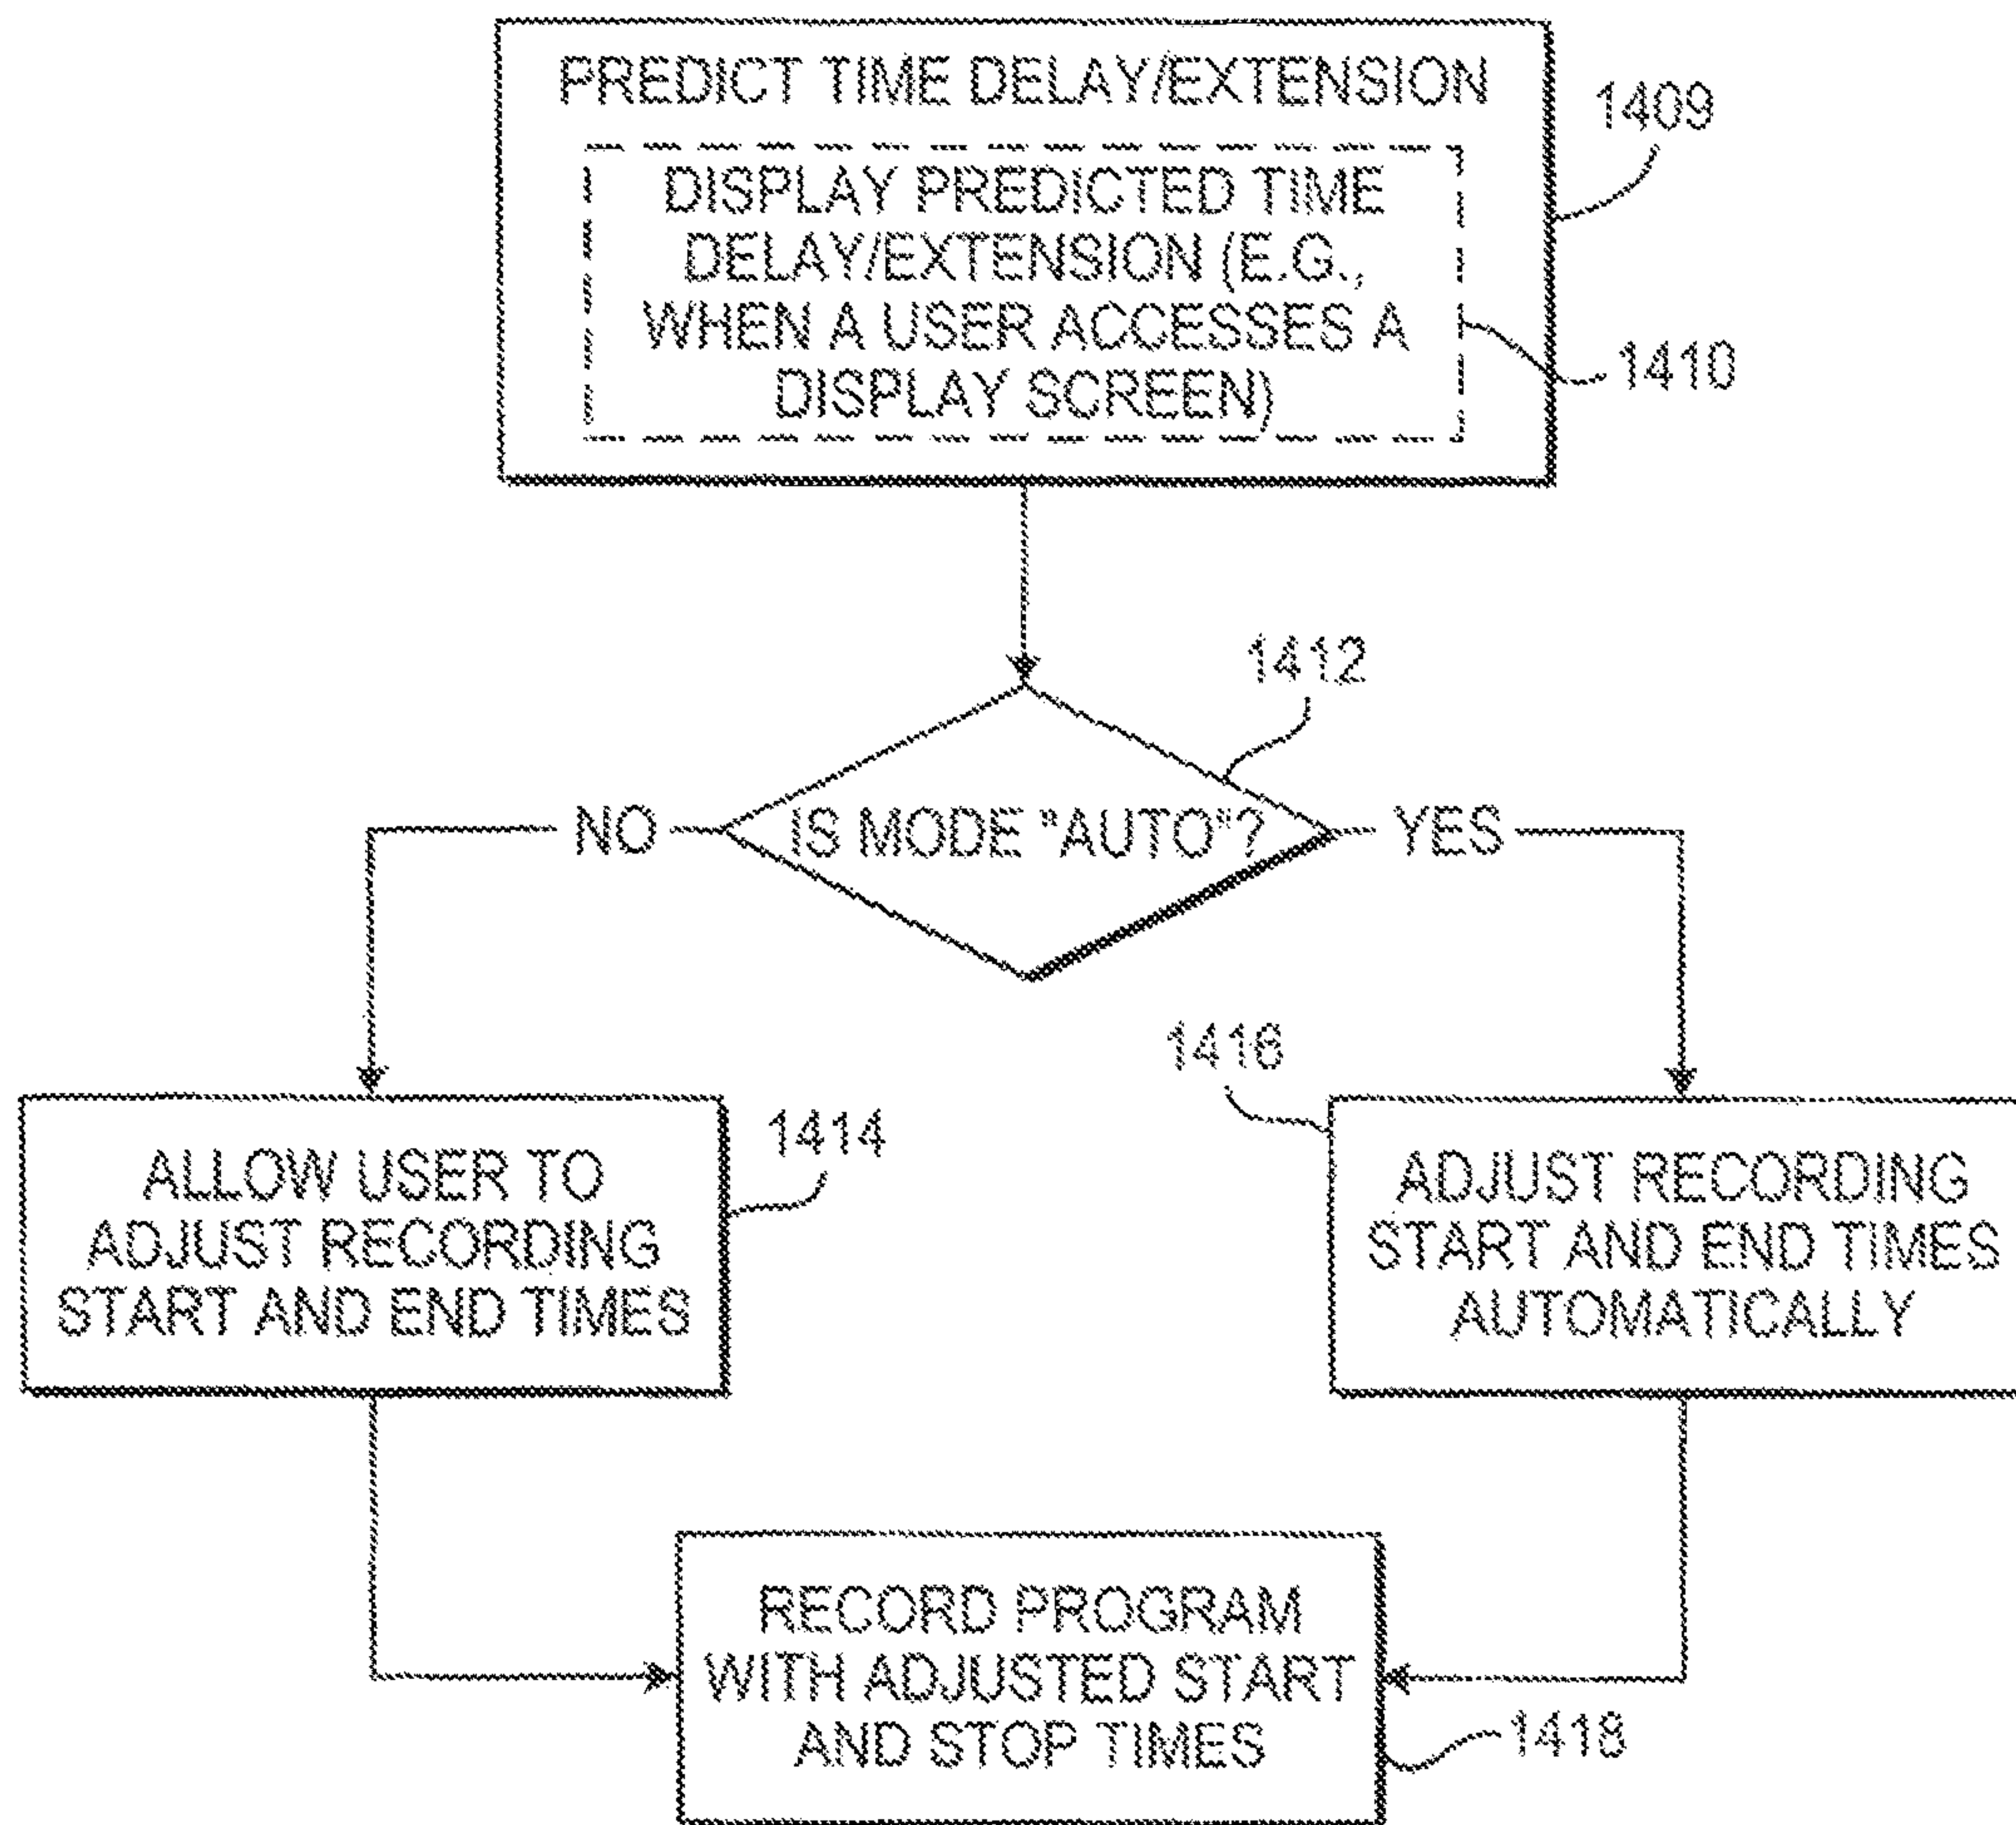 PREDICT TIME DELAY/EXTENSION
1409
DISPLAY PREDICTED TIME
DELAY/EXTENSION (E.G.,
WHEN A USER ACCESSES A
DISPLAY SCREEN)
1410
1412
IS MODE "AUTO"?
NO
YES
1414
ALLOW USER TO
ADJUST RECORDING
START AND END TIMES
1416
ADJUST RECORDING
START AND END TIMES
AUTOMATICALLY
RECORD PROGRAM
WITH ADJUSTED START
AND STOP TIMES
1418